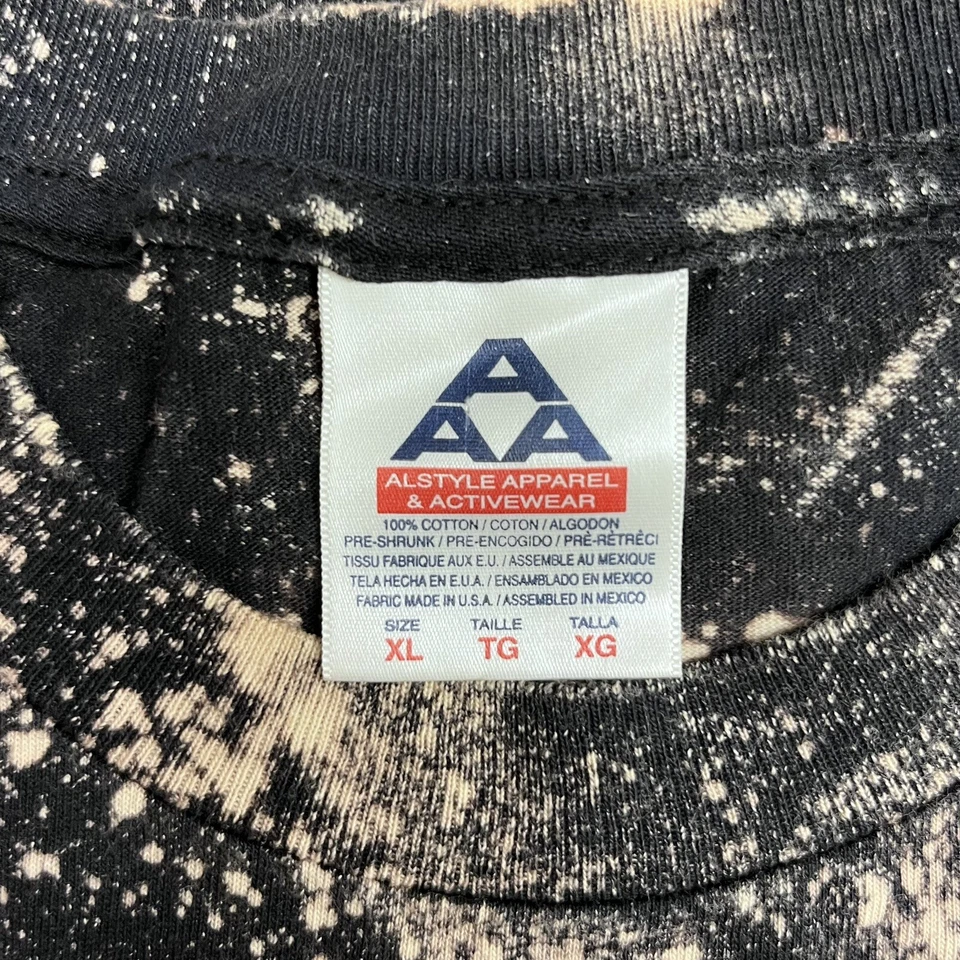 A
A A
ALSTYLE APPAREL
& ACTIVEWEAR
100% COTTON / COTON / ALGODON
PRE-SHRUNK / PRE-ENCOGIDO / PRÉ-RÉTRÉCI
TISSU FABRIQUE AUX E.U. / ASSEMBLE AU MEXIQUE
TELA HECHA EN E.U.A. / ENSAMBLADO EN MEXICO
FABRIC MADE IN U.S.A. / ASSEMBLED IN MEXICO
SIZE TAILLE TALLA
XL TG XG